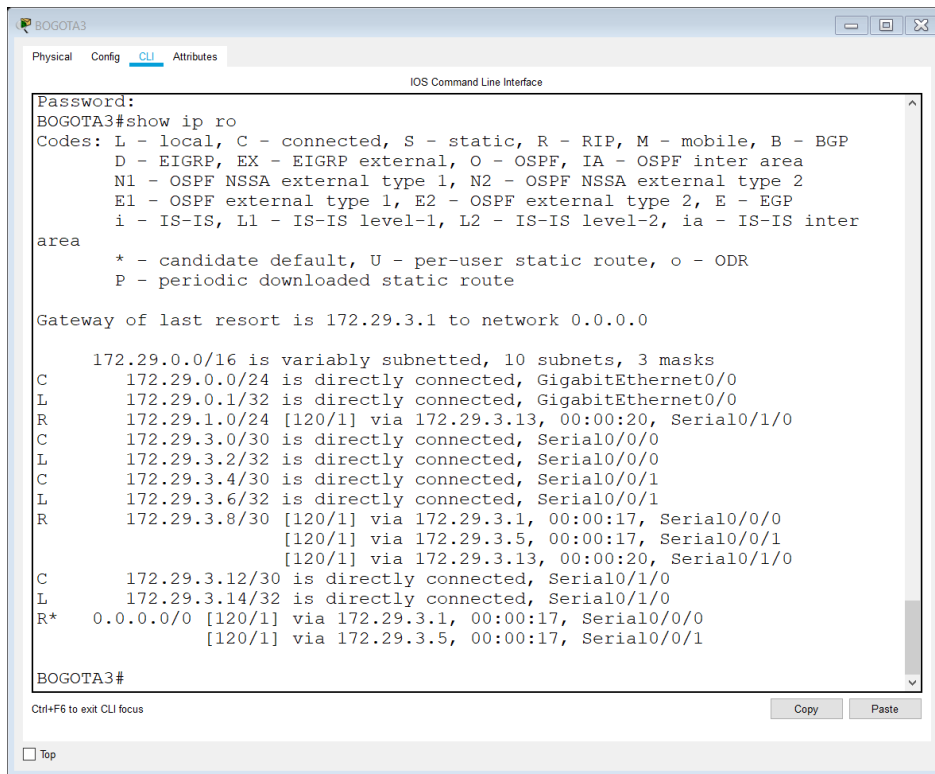 BOGOTA3
Physical Config CLI Attributes
IOS Command Line Interface
Password:
BOGOTA3#show ip ro
Codes: L - local, C - connected, S - static, R - RIP, M - mobile, B - BGP
       D - EIGRP, EX - EIGRP external, O - OSPF, IA - OSPF inter area
       N1 - OSPF NSSA external type 1, N2 - OSPF NSSA external type 2
       E1 - OSPF external type 1, E2 - OSPF external type 2, E - EGP
       i - IS-IS, L1 - IS-IS level-1, L2 - IS-IS level-2, ia - IS-IS inter
area
       * - candidate default, U - per-user static route, o - ODR
       P - periodic downloaded static route
Gateway of last resort is 172.29.3.1 to network 0.0.0.0
     172.29.0.0/16 is variably subnetted, 10 subnets, 3 masks
C       172.29.0.0/24 is directly connected, GigabitEthernet0/0
L       172.29.0.1/32 is directly connected, GigabitEthernet0/0
R       172.29.1.0/24 [120/1] via 172.29.3.13, 00:00:20, Serial0/1/0
C       172.29.3.0/30 is directly connected, Serial0/0/0
L       172.29.3.2/32 is directly connected, Serial0/0/0
C       172.29.3.4/30 is directly connected, Serial0/0/1
L       172.29.3.6/32 is directly connected, Serial0/0/1
R       172.29.3.8/30 [120/1] via 172.29.3.1, 00:00:17, Serial0/0/0
                      [120/1] via 172.29.3.5, 00:00:17, Serial0/0/1
                      [120/1] via 172.29.3.13, 00:00:20, Serial0/1/0
C       172.29.3.12/30 is directly connected, Serial0/1/0
L       172.29.3.14/32 is directly connected, Serial0/1/0
R*   0.0.0.0/0 [120/1] via 172.29.3.1, 00:00:17, Serial0/0/0
               [120/1] via 172.29.3.5, 00:00:17, Serial0/0/1
BOGOTA3#
Ctrl+F6 to exit CLI focus Copy Paste
Top